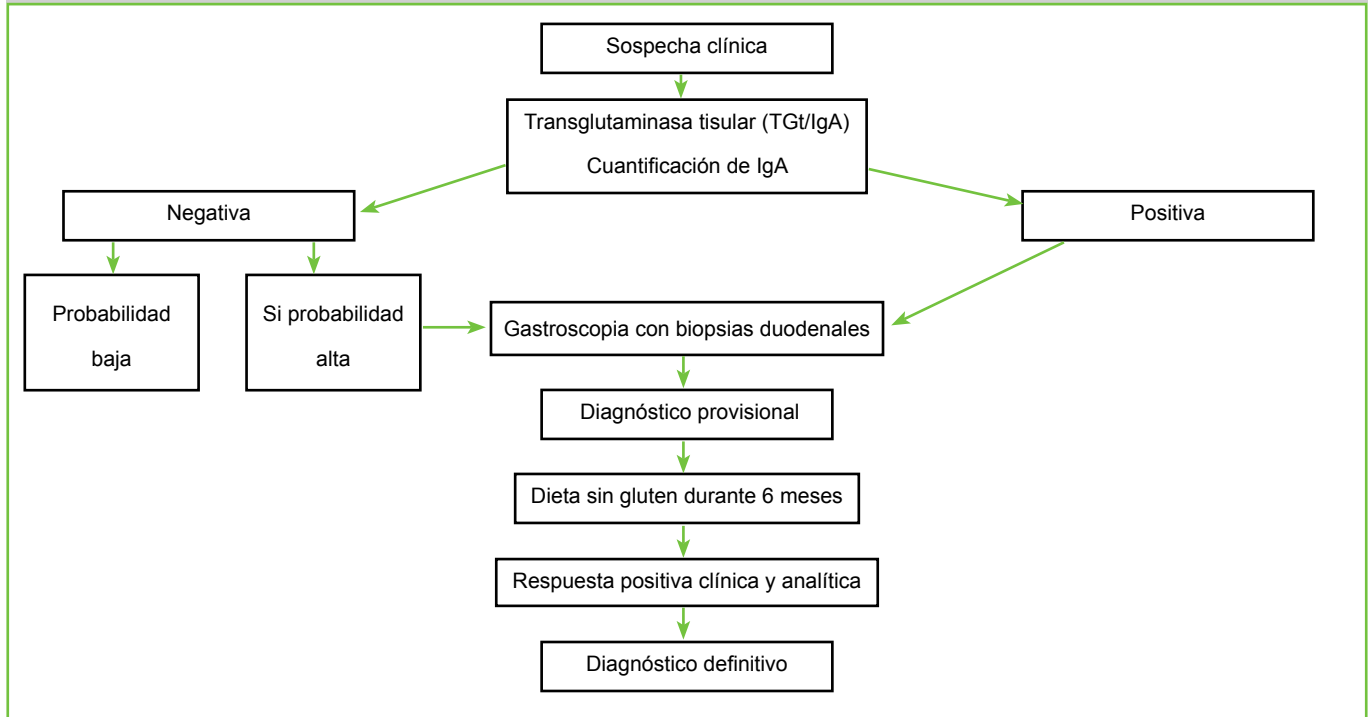 Sospecha clínica
Transglutaminasa tisular (TGt/IgA)
Cuantificación de IgA
Negativa
Positiva
Probabilidad
baja
Si probabilidad
alta
Gastroscopia con biopsias duodenales
Diagnóstico provisional
Dieta sin gluten durante 6 meses
Respuesta positiva clínica y analítica
Diagnóstico definitivo